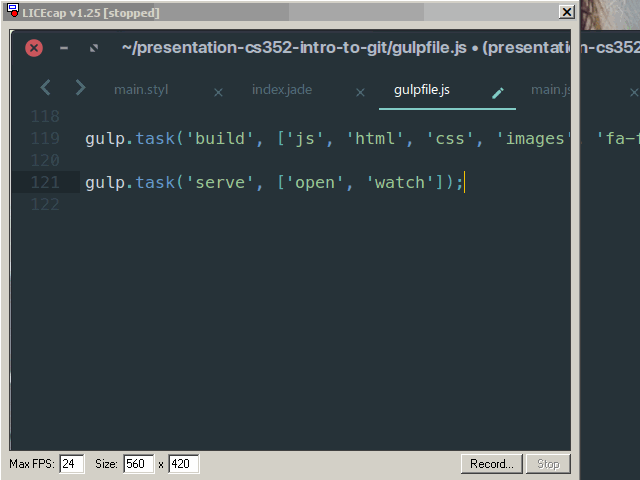 LICEcap v1.25 [stopped]
~/presentation-cs352-intro-to-git/gulpfile.js • (presentation-cs352
main.styl index.jade gulpfile.js main.js
118
119 gulp.task('build', ['js', 'html', 'css', 'images', 'fa-f
120
121 gulp.task('serve', ['open', 'watch']);
122
Max FPS: 24 Size: 560 x 420 Record... Stop